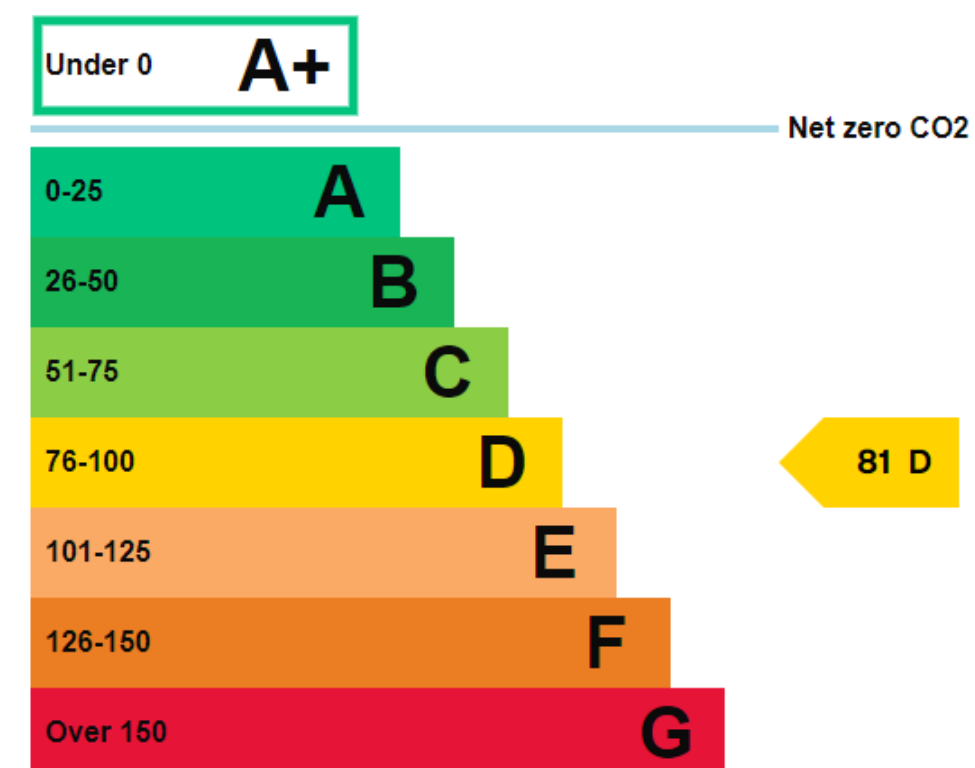 Under 0 A+
Net zero CO2
0-25 A
26-50 B
51-75 C
76-100 D
81 D
101-125 E
126-150 F
Over 150 G